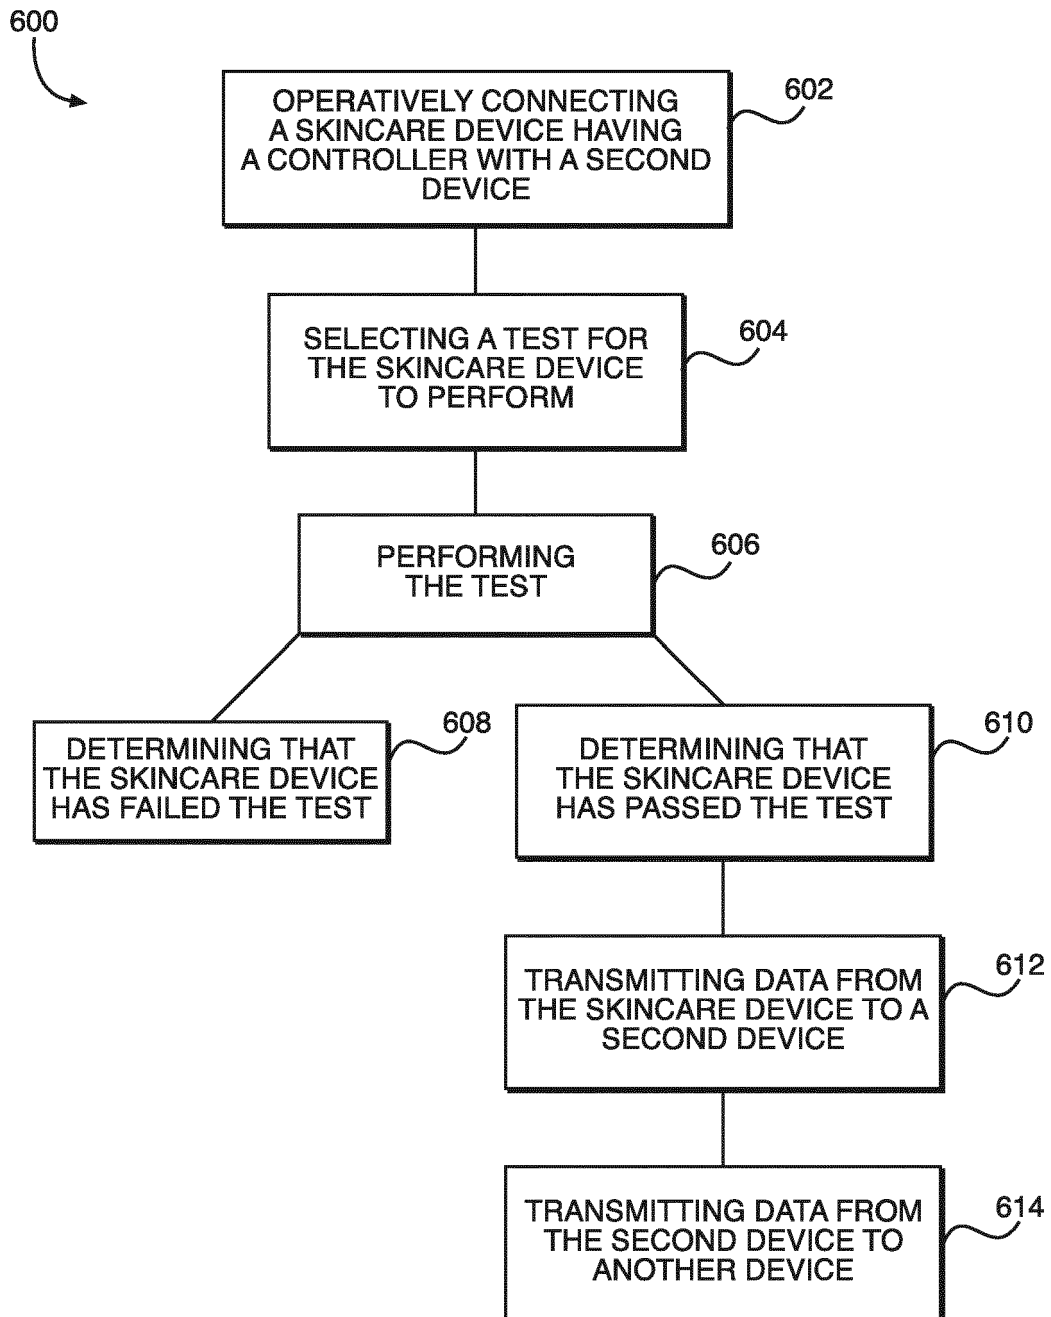 600
OPERATIVELY CONNECTING
A SKINCARE DEVICE HAVING
A CONTROLLER WITH A SECOND
DEVICE
602
SELECTING A TEST FOR
THE SKINCARE DEVICE
TO PERFORM
604
PERFORMING
THE TEST
606
DETERMINING THAT
THE SKINCARE DEVICE
HAS FAILED THE TEST
608
DETERMINING THAT
THE SKINCARE DEVICE
HAS PASSED THE TEST
610
TRANSMITTING DATA FROM
THE SKINCARE DEVICE TO A
SECOND DEVICE
612
TRANSMITTING DATA FROM
THE SECOND DEVICE TO
ANOTHER DEVICE
614